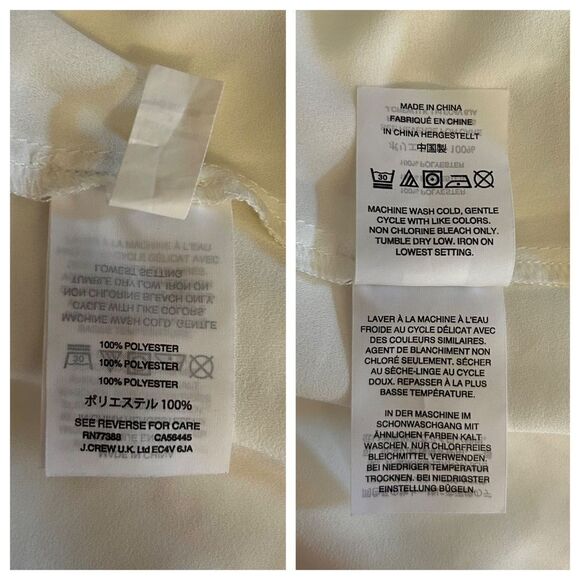 100% POLYESTER
100% POLYESTER
100% POLYESTER
ポリエステル 100%
SEE REVERSE FOR CARE
RN77388 CA56445
J.CREW U.K. Ltd EC4V 6JA
MADE IN CHINA
FABRIQUÉ EN CHINE
IN CHINA HERGESTELLT
中国製
30
MACHINE WASH COLD, GENTLE
CYCLE WITH LIKE COLORS.
NON CHLORINE BLEACH ONLY.
TUMBLE DRY LOW. IRON ON
LOWEST SETTING.
LAVER À LA MACHINE À L'EAU
FROIDE AU CYCLE DÉLICAT AVEC
DES COULEURS SIMILAIRES.
AGENT DE BLANCHIMENT NON
CHLORÉ SEULEMENT. SÉCHER
AU SÈCHE-LINGE AU CYCLE
DOUX. REPASSER À LA PLUS
BASSE TEMPÉRATURE.
IN DER MASCHIME IM
SCHONWASCHGANG MIT
ÄHNLICHEN FARBEN KALT
WASCHEN. NUR CHLORFREIES
BLEICHMITTEL VERWENDEN.
BEI NIEDRIGER TEMPERATUR
TROCKNEN. BEI NIEDRIGSTER
EINSTELLUNG BÜGELN.